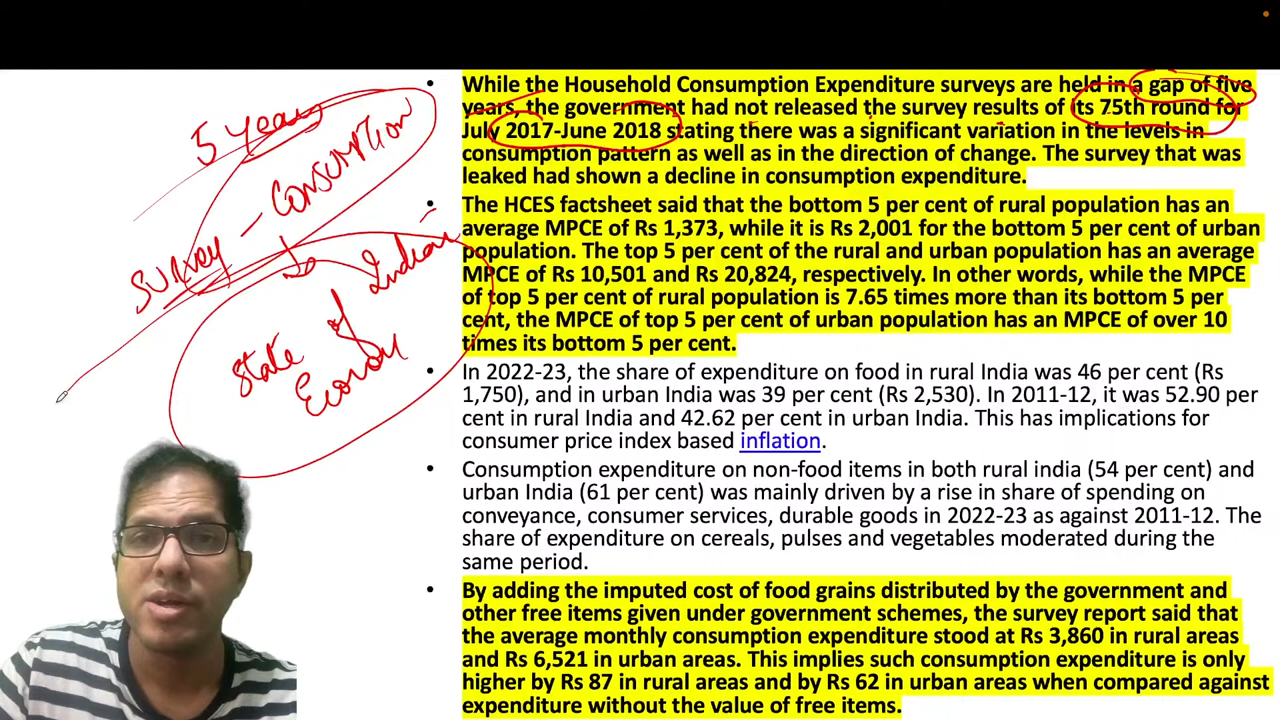 5 years
Survey - Consumption
Indian
State of
Econom
• While the Household Consumption Expenditure surveys are held in a gap of five
years, the government had not released the survey results of its 75th round for
July 2017-June 2018 stating there was a significant variation in the levels in
consumption pattern as well as in the direction of change. The survey that was
leaked had shown a decline in consumption expenditure.
• The HCES factsheet said that the bottom 5 per cent of rural population has an
average MPCE of Rs 1,373, while it is Rs 2,001 for the bottom 5 per cent of urban
population. The top 5 per cent of the rural and urban population has an average
MPCE of Rs 10,501 and Rs 20,824, respectively. In other words, while the MPCE
of top 5 per cent of rural population is 7.65 times more than its bottom 5 per
cent, the MPCE of top 5 per cent of urban population has an MPCE of over 10
times its bottom 5 per cent.
• In 2022-23, the share of expenditure on food in rural India was 46 per cent (Rs
1,750), and in urban India was 39 per cent (Rs 2,530). In 2011-12, it was 52.90 per
cent in rural India and 42.62 per cent in urban India. This has implications for
consumer price index based inflation.
• Consumption expenditure on non-food items in both rural india (54 per cent) and
urban India (61 per cent) was mainly driven by a rise in share of spending on
conveyance, consumer services, durable goods in 2022-23 as against 2011-12. The
share of expenditure on cereals, pulses and vegetables moderated during the
same period.
• By adding the imputed cost of food grains distributed by the government and
other free items given under government schemes, the survey report said that
the average monthly consumption expenditure stood at Rs 3,860 in rural areas
and Rs 6,521 in urban areas. This implies such consumption expenditure is only
higher by Rs 87 in rural areas and by Rs 62 in urban areas when compared against
expenditure without the value of free items.